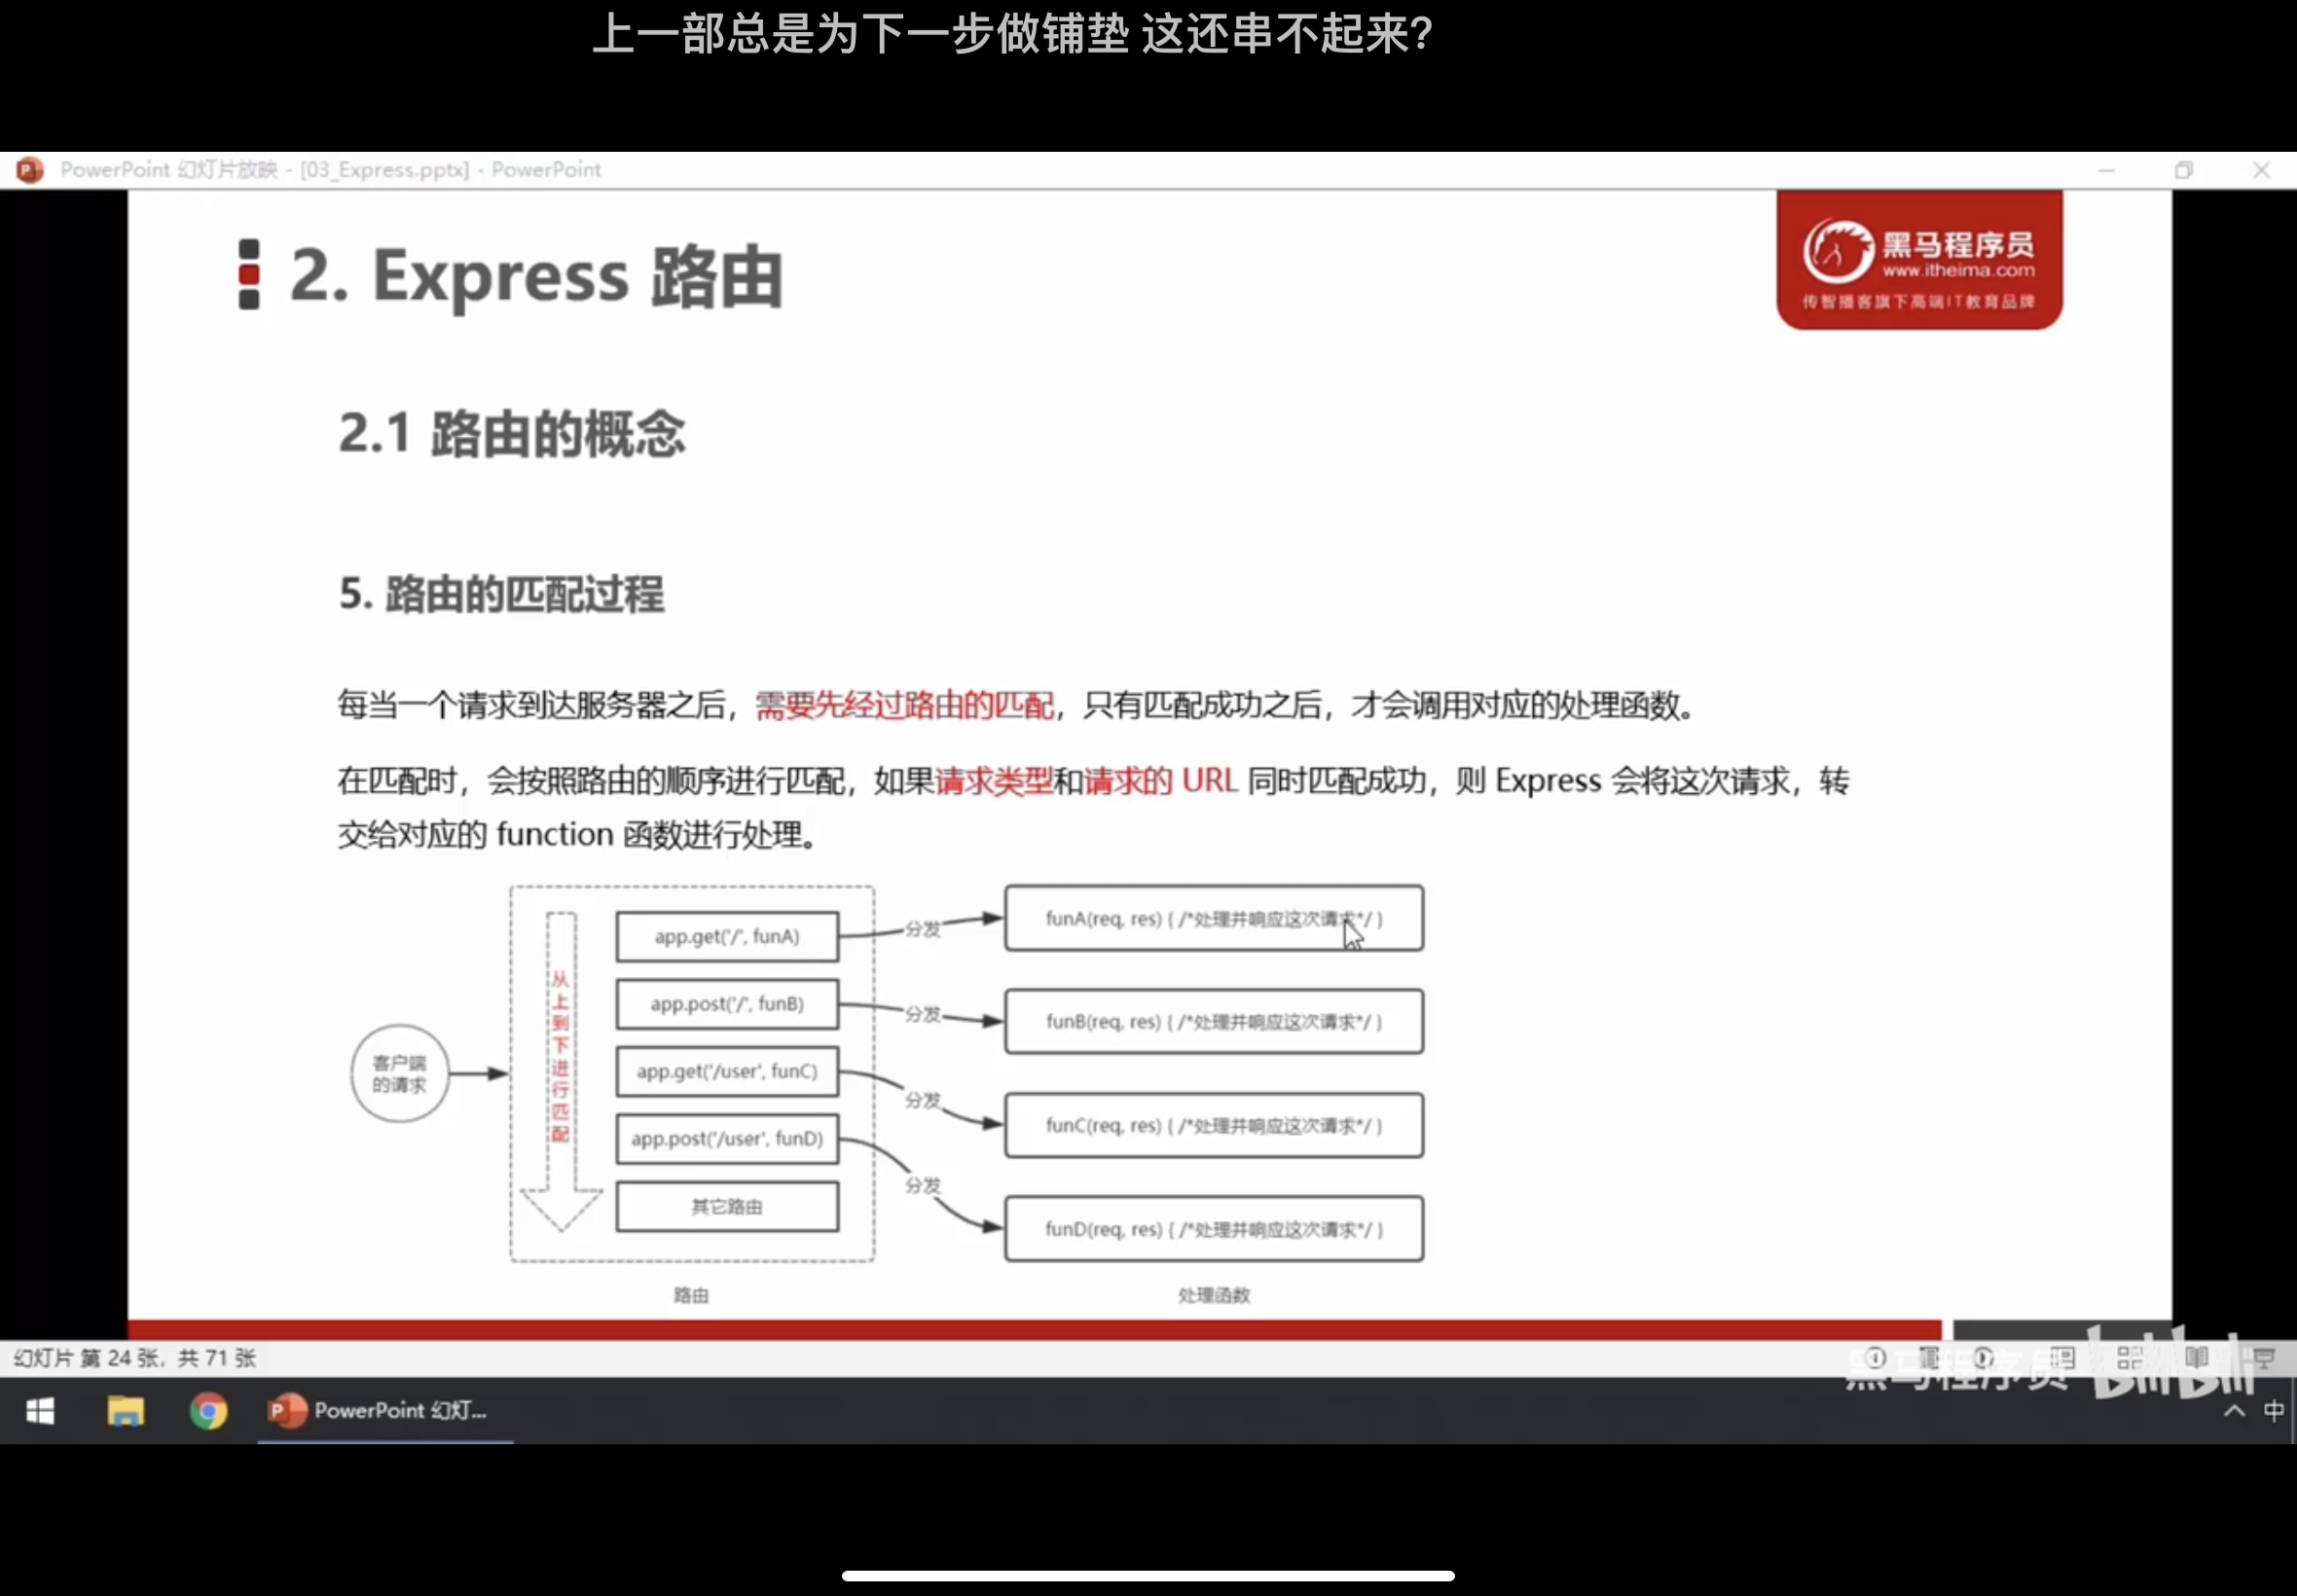 上一部总是为下一步做铺垫 这还串不起来?
PowerPoint 幻灯片放映 - [03_Express.pptx] - PowerPoint
黑马程序员
www.itheima.com
传智播客旗下高端IT教育品牌
2. Express 路由
2.1 路由的概念
5. 路由的匹配过程
每当一个请求到达服务器之后，需要先经过路由的匹配，只有匹配成功之后，才会调用对应的处理函数。
在匹配时，会按照路由的顺序进行匹配，如果请求类型和请求的 URL 同时匹配成功，则 Express 会将这次请求，转
交给对应的 function 函数进行处理。
客户端
的请求
从上到下进行匹配
app.get('/', funA)
app.post('/', funB)
app.get('/user', funC)
app.post('/user', funD)
其它路由
分发
分发
分发
分发
funA(req, res) { /*处理并响应这次请求*/ }
funB(req, res) { /*处理并响应这次请求*/ }
funC(req, res) { /*处理并响应这次请求*/ }
funD(req, res) { /*处理并响应这次请求*/ }
路由
处理函数
幻灯片 第 24 张，共 71 张
黑马程序员
bilibili
PowerPoint 幻灯...
中